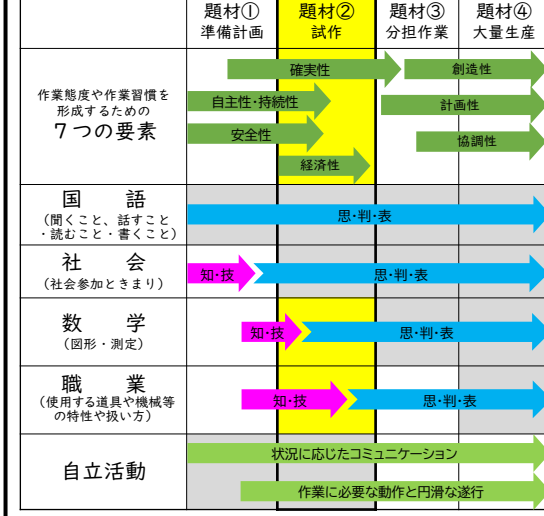 題材① 題材② 題材③ 題材④
準備計画 試作 分担作業 大量生産
作業態度や作業習慣を
形成するための
7つの要素
確実性 創造性
自主性・持続性 計画性
安全性 協調性
経済性
国語
(聞くこと、話すこと
・読むこと・書くこと)
思・判・表
社会
(社会参加ときまり)
知・技 思・判・表
数学
(図形・測定)
知・技 思・判・表
職業
(使用する道具や機械等
の特性や扱い方)
知・技 思・判・表
自立活動
状況に応じたコミュニケーション
作業に必要な動作と円滑な遂行